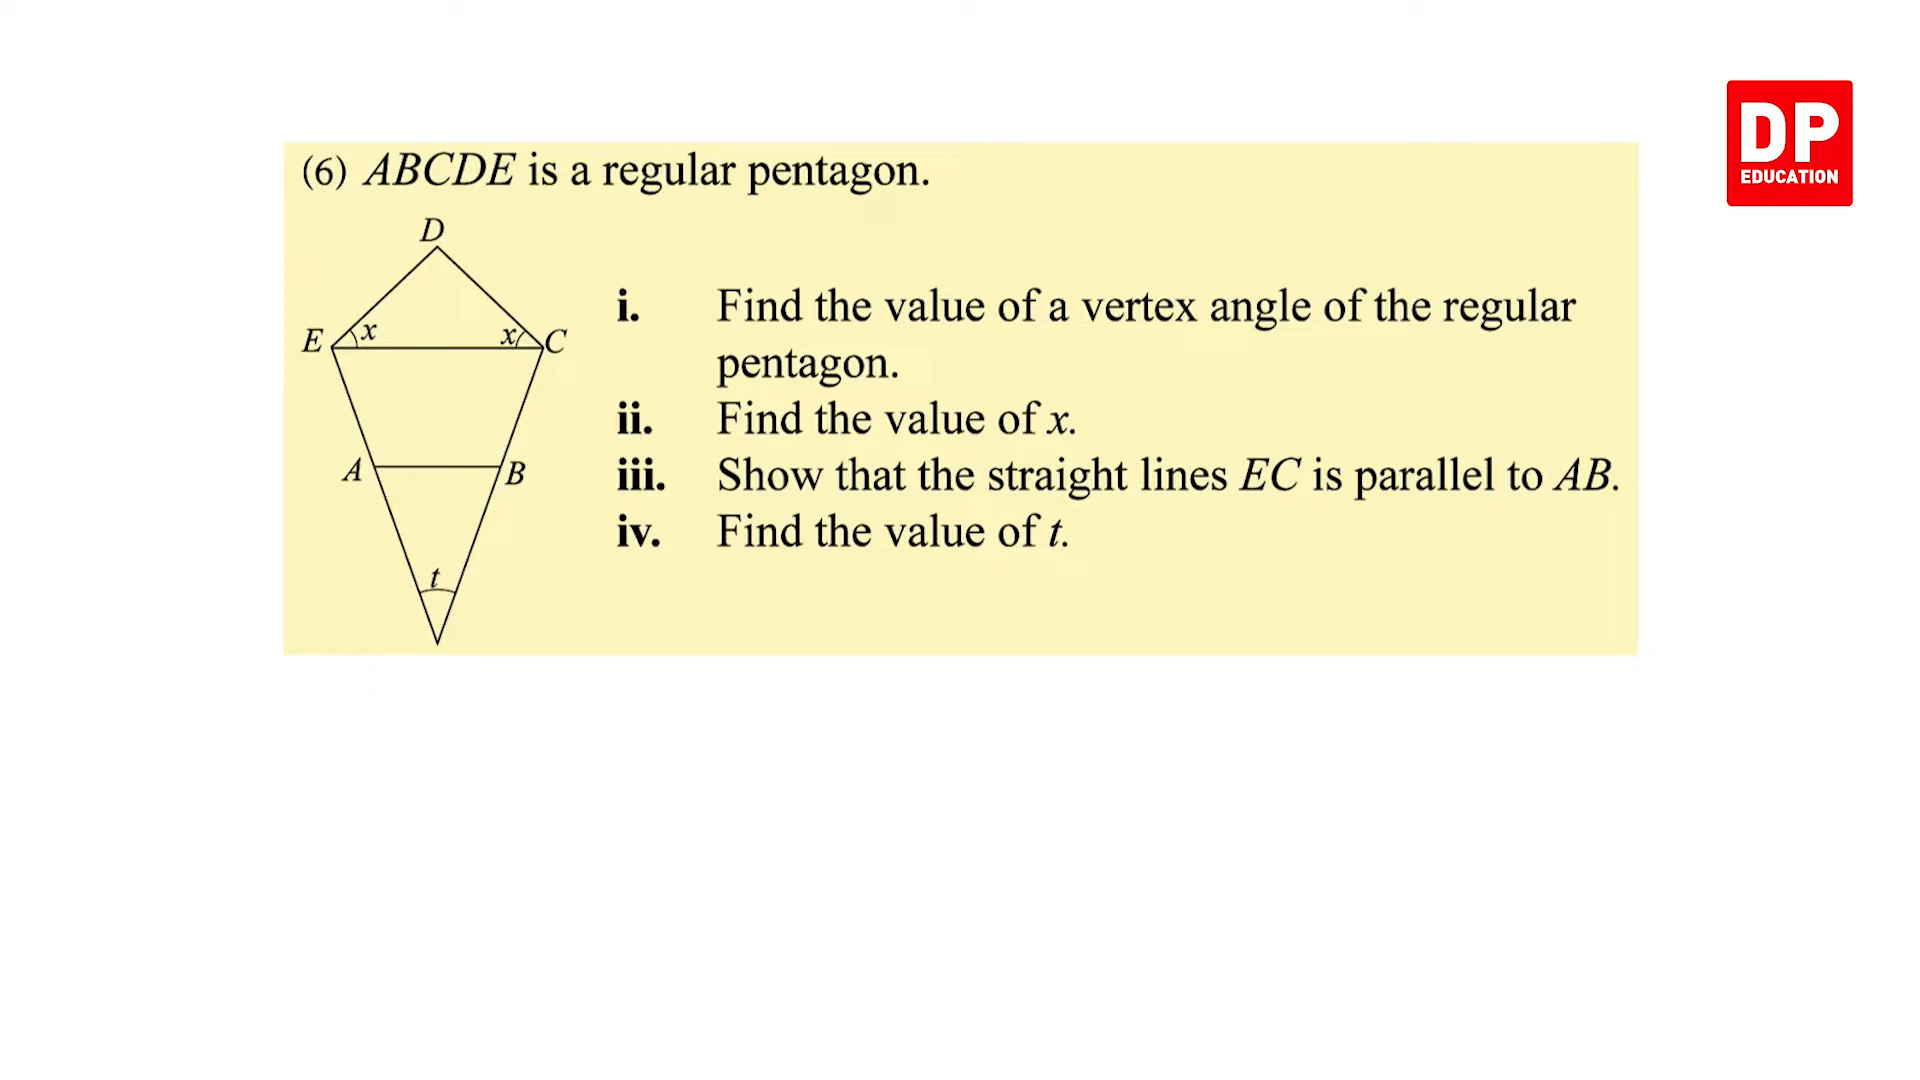 DP
EDUCATION
(6) ABCDE is a regular pentagon.
D
i. Find the value of a vertex angle of the regular
pentagon.
E x x C
ii. Find the value of x.
A B
iii. Show that the straight lines EC is parallel to AB.
iv. Find the value of t.
t